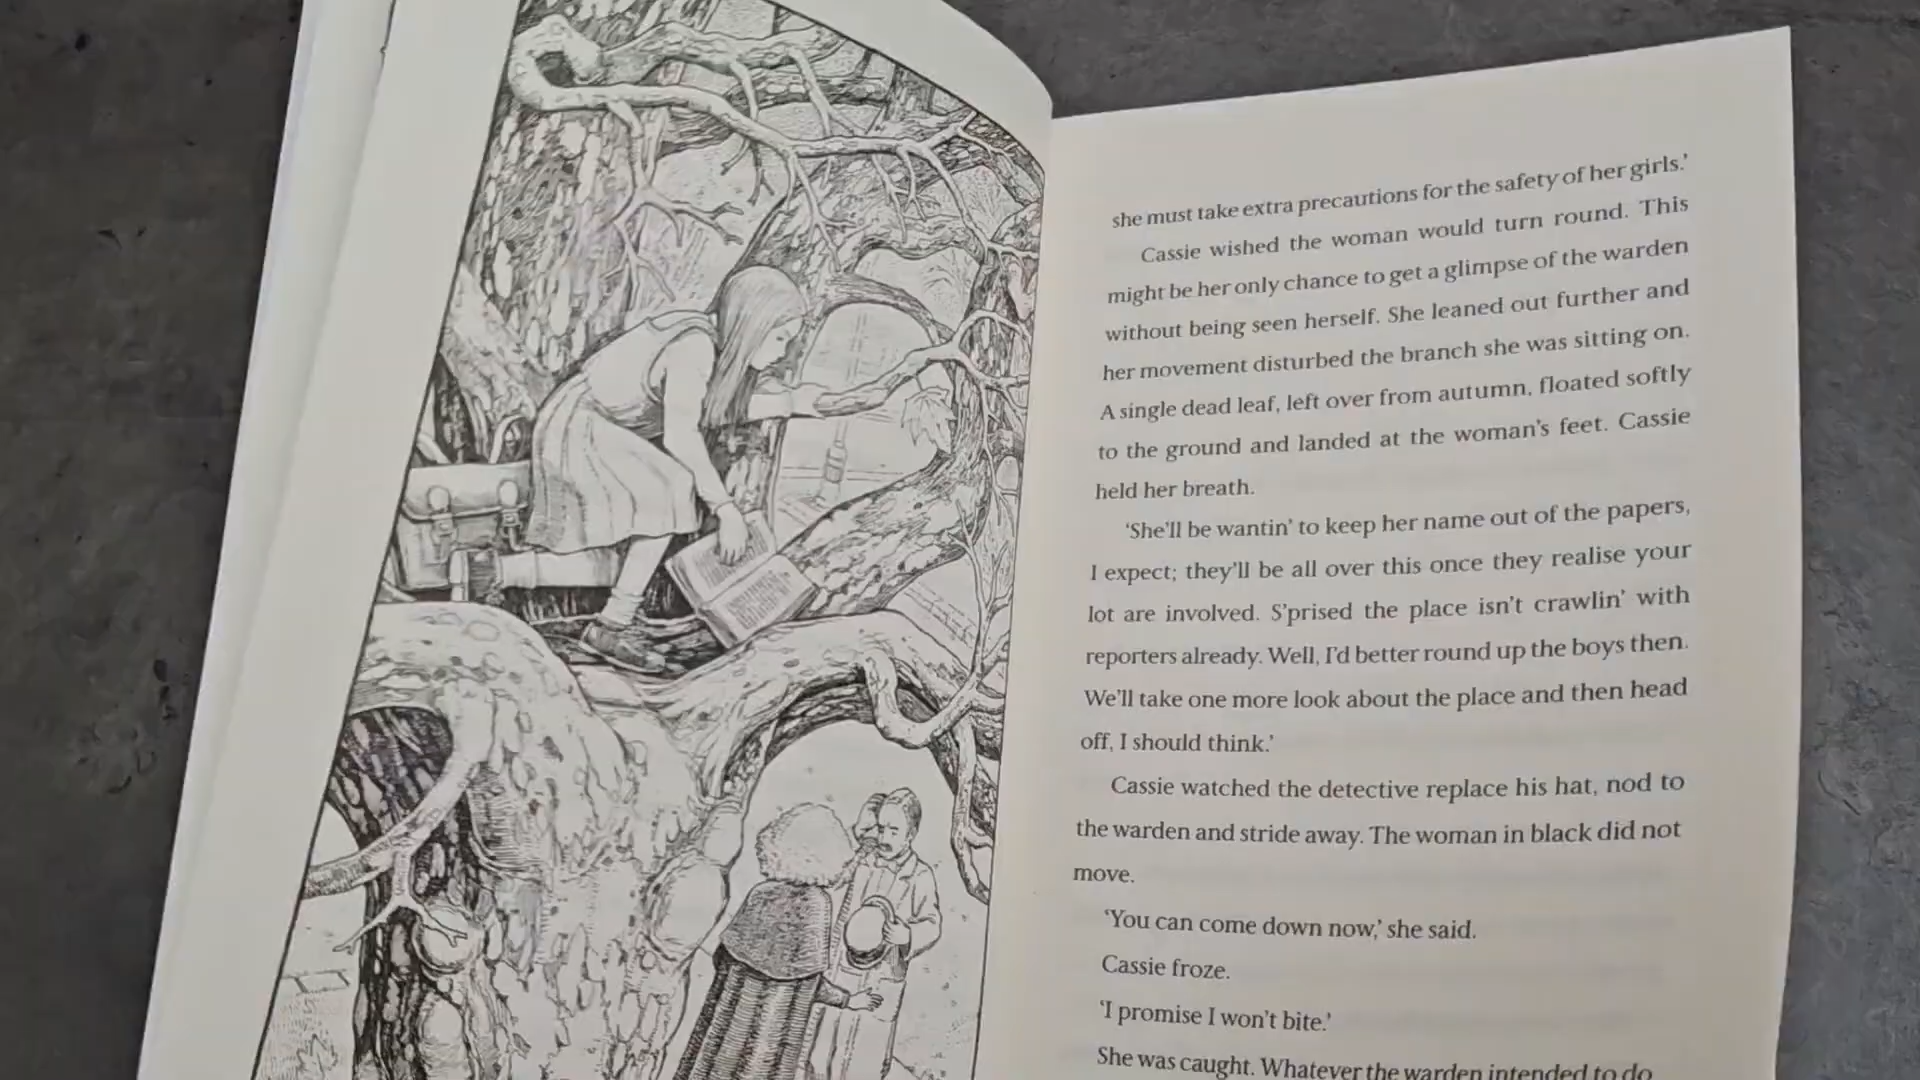 she must take extra precautions for the safety of her girls.’
Cassie wished the woman would turn round. This
might be her only chance to get a glimpse of the warden
without being seen herself. She leaned out further and
her movement disturbed the branch she was sitting on.
A single dead leaf, left over from autumn, floated softly
to the ground and landed at the woman’s feet. Cassie
held her breath.
‘She’ll be wantin’ to keep her name out of the papers,
I expect; they’ll be all over this once they realise your
lot are involved. S’prised the place isn’t crawlin’ with
reporters already. Well, I’d better round up the boys then.
We’ll take one more look about the place and then head
off, I should think.’
Cassie watched the detective replace his hat, nod to
the warden and stride away. The woman in black did not
move.
‘You can come down now,’ she said.
Cassie froze.
‘I promise I won’t bite.’
She was caught. Whatever the warden intended to do